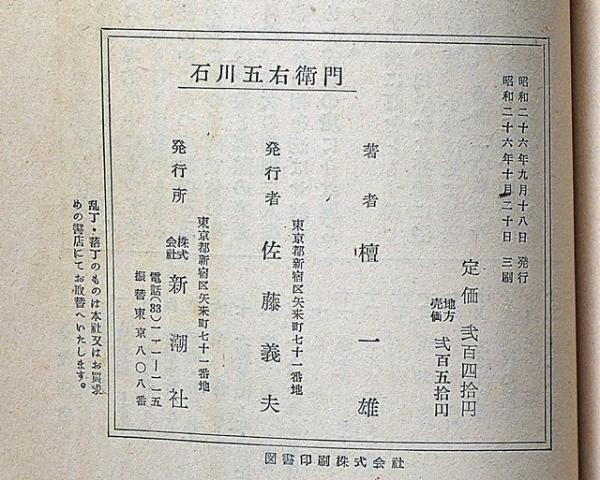 石川五右衛門
昭和二十六年九月十八日 発行
昭和二十六年十月二十日 三刷
定価 弐百四拾円
地方売価 弐百五拾円
著者 檀一雄
東京都新宿区矢来町七十一番地
発行者 佐藤義夫
東京都新宿区矢来町七十一番地
発行所 株式会社 新潮社
電話(33)一一一一五
振替東京八〇八番
乱丁・落丁のものは本社又はお買求
めの書店にてお取替へいたします。
図書印刷株式会社